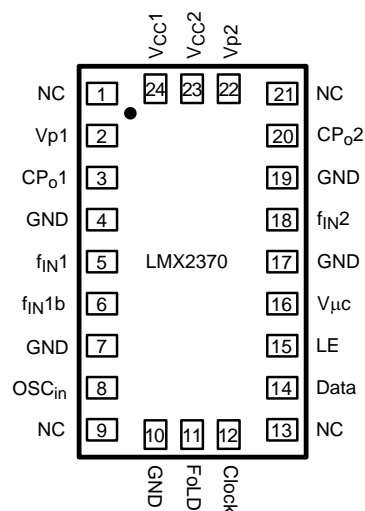 VCC1 VCC2 Vp2
24 23 22
NC 1 21 NC
Vp1 2 20 CPo2
CPo1 3 19 GND
GND 4 18 fIN2
fIN1 5 LMX2370 17 GND
fIN1b 6 16 Vμc
GND 7 15 LE
OSCin 8 14 Data
NC 9 13 NC
10 11 12
GND FoLD Clock